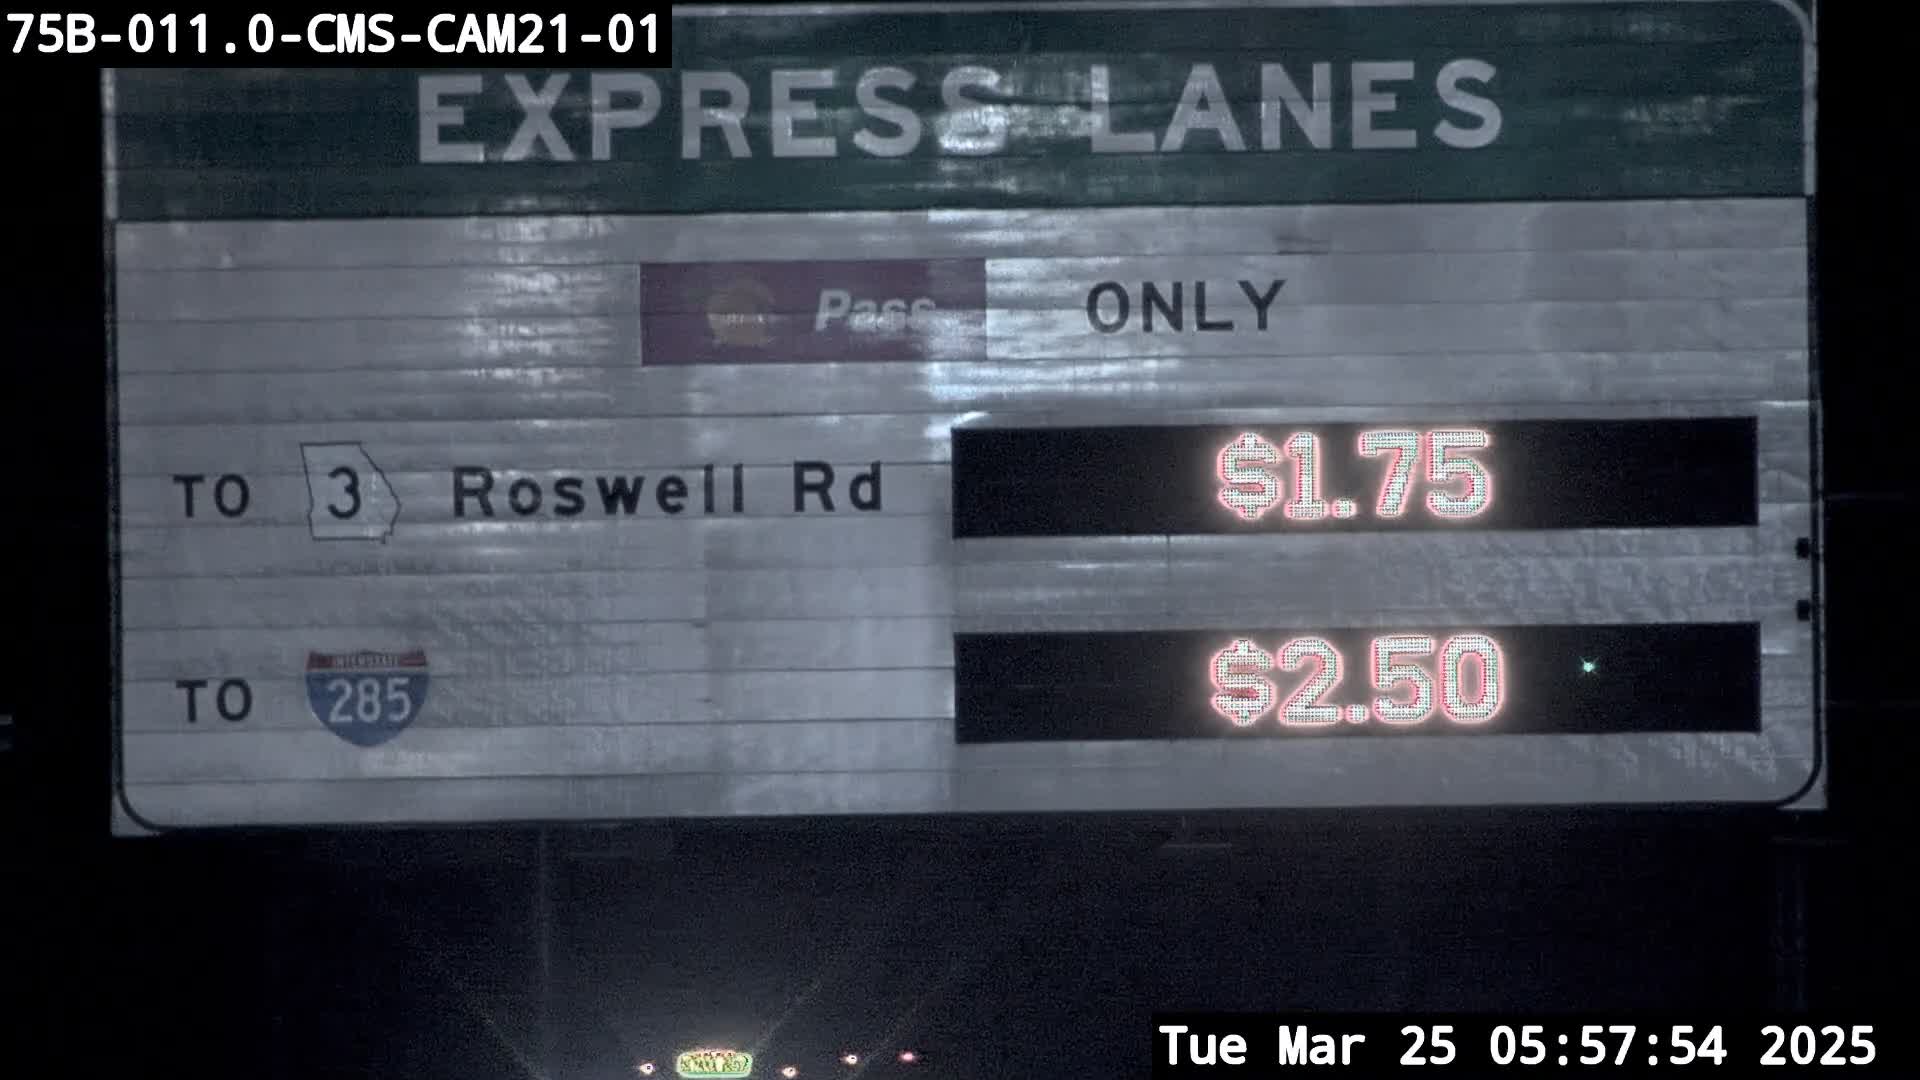 75B-011.0-CMS-CAM21-01
EXPRESS LANES
Pass ONLY
TO 3 Roswell Rd $1.75
INTERSTATE
TO 285 $2.50
Tue Mar 25 05:57:54 2025